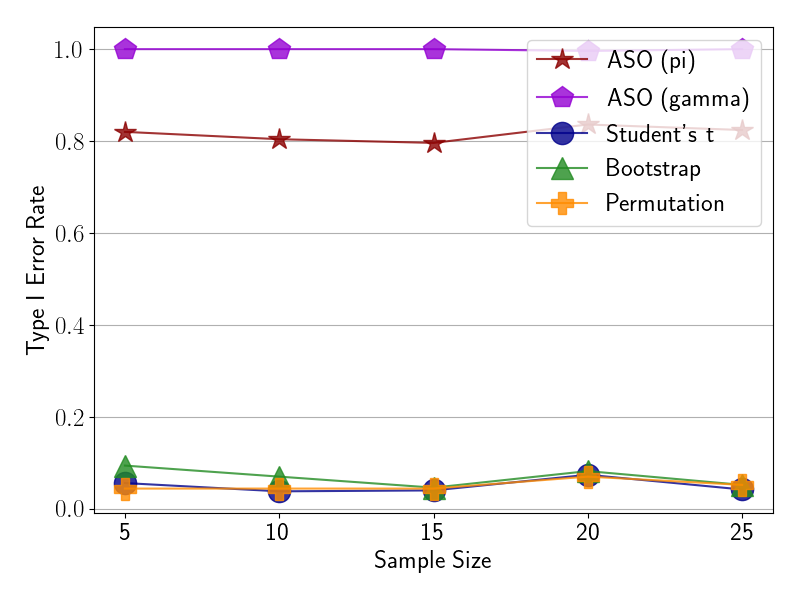 1.0
0.8
0.6
0.4
0.2
0.0
Type I Error Rate
ASO (pi)
ASO (gamma)
Student's t
Bootstrap
Permutation
5
10
15
20
25
Sample Size